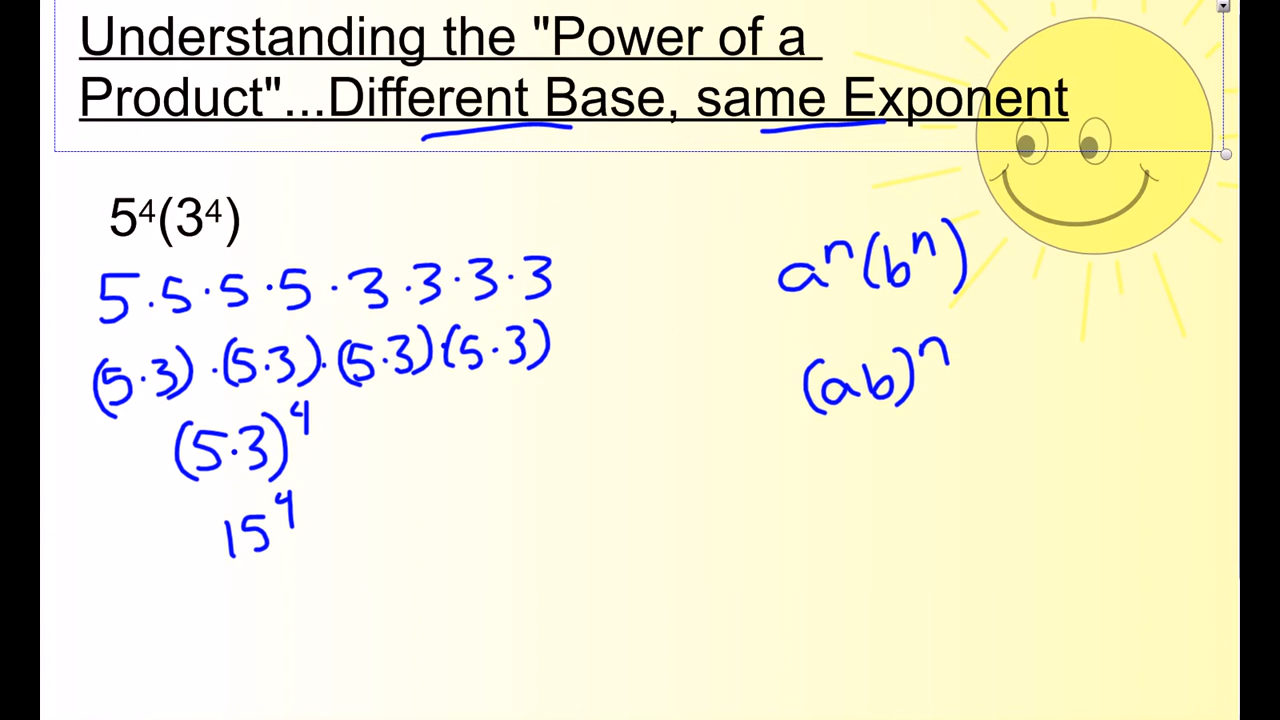 Understanding the "Power of a
Product"...Different Base, same Exponent
5⁴(3⁴)
5·5·5·5·3·3·3·3
(5·3)·(5·3)·(5·3)(5·3)
(5·3)⁴
15⁴
aⁿ(bⁿ)
(ab)ⁿ